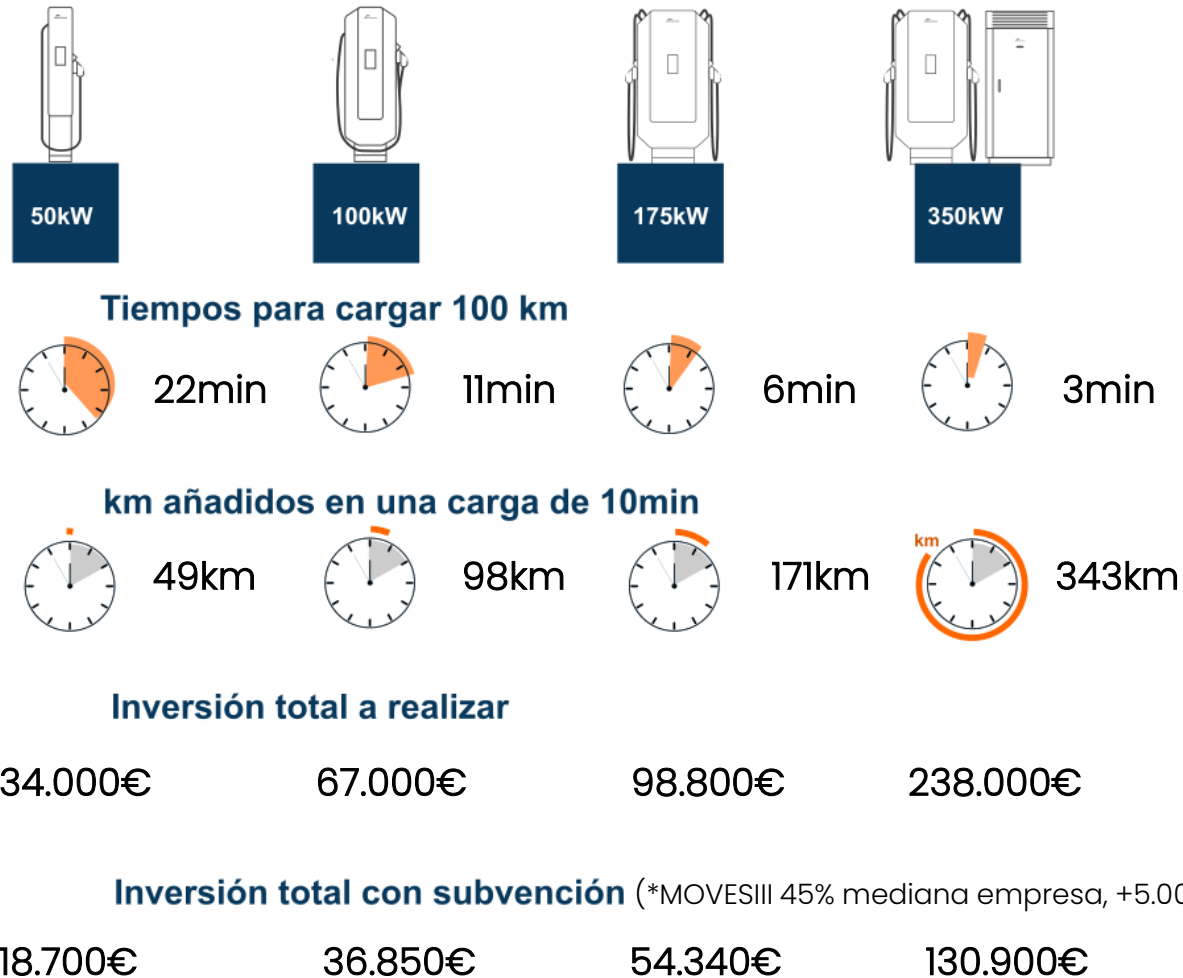 50kW 100kW 175kW 350kW
Tiempos para cargar 100 km
22min 11min 6min 3min
km añadidos en una carga de 10min
km
49km 98km 171km 343km
Inversión total a realizar
34.000€ 67.000€ 98.800€ 238.000€
Inversión total con subvención (*MOVESIII 45% mediana empresa, +5.00
18.700€ 36.850€ 54.340€ 130.900€